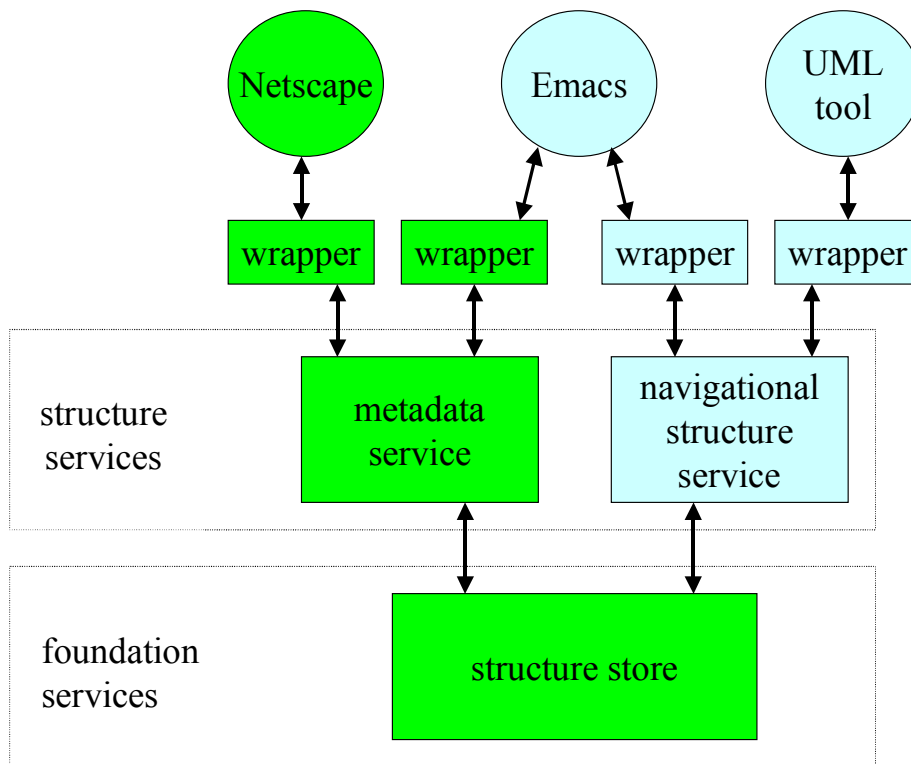 Netscape
Emacs
UML
tool
wrapper
wrapper
wrapper
wrapper
structure
services
metadata
service
navigational
structure
service
foundation
services
structure store